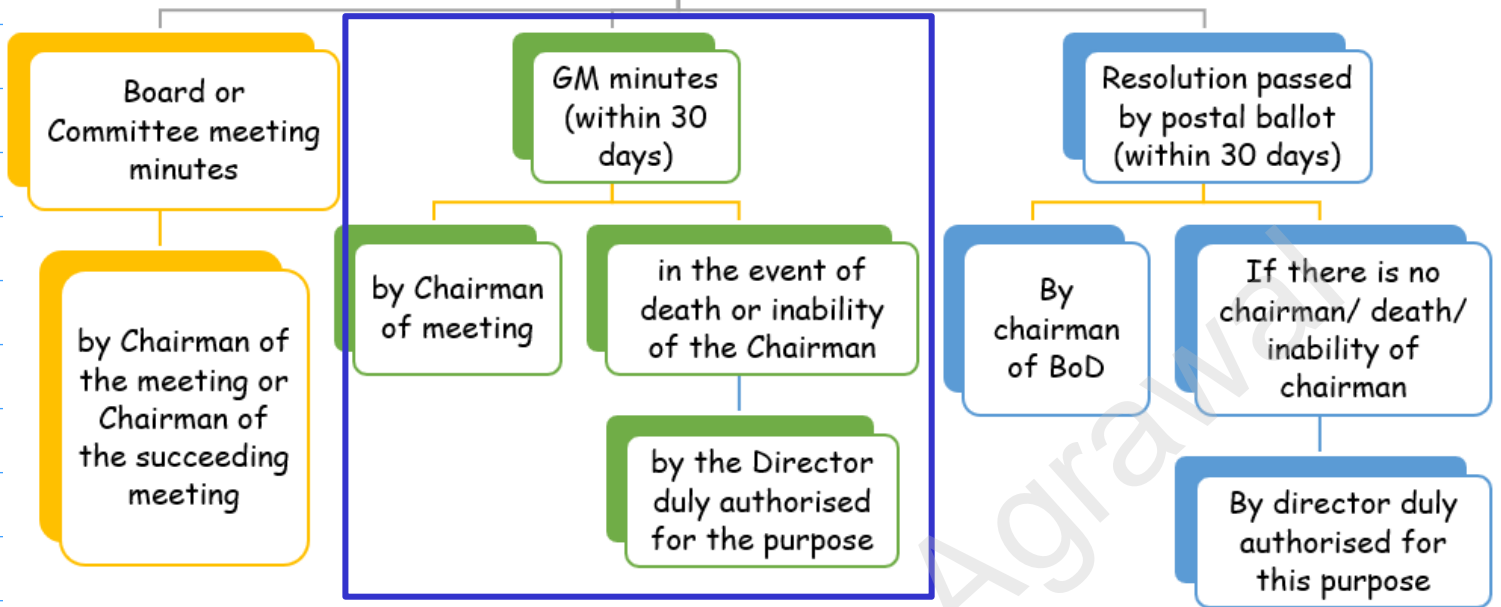 Board or
Committee meeting
minutes
by Chairman of
the meeting or
Chairman of
the succeeding
meeting
GM minutes
(within 30
days)
by Chairman
of meeting
in the event of
death or inability
of the Chairman
by the Director
duly authorised
for the purpose
Resolution passed
by postal ballot
(within 30 days)
By
chairman
of BoD
If there is no
chairman/ death/
inability of
chairman
By director duly
authorised for
this purpose
Agrawal